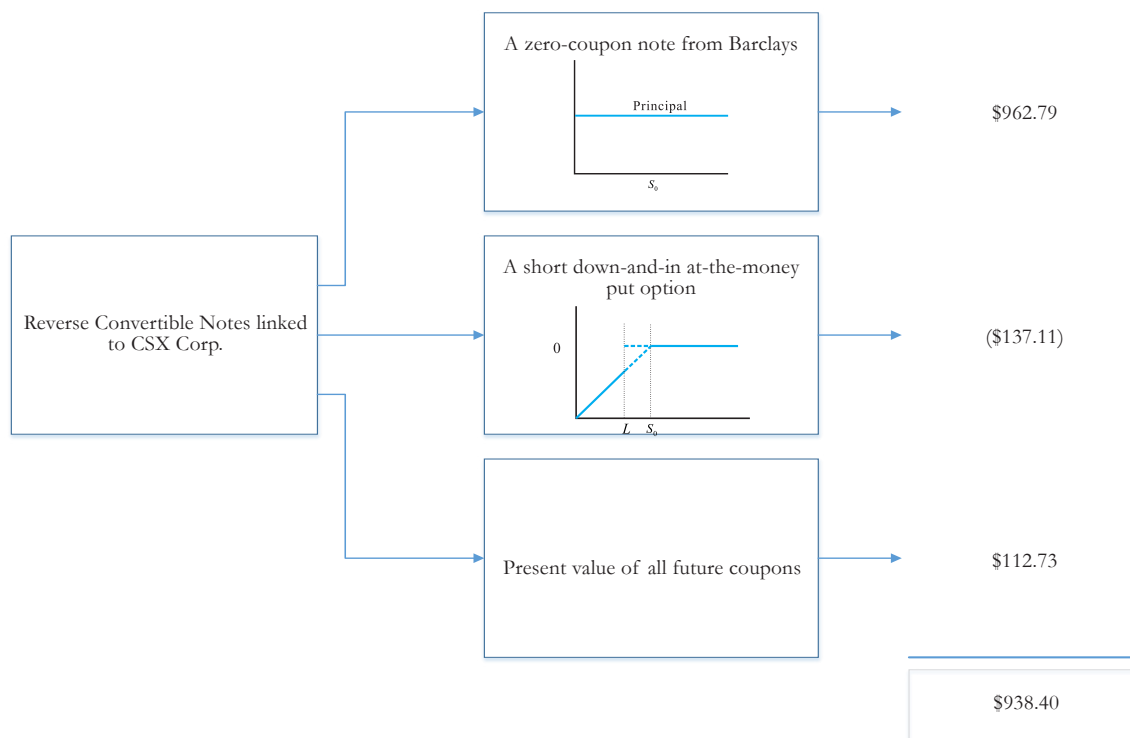 A zero-coupon note from Barclays
Principal
S₀
$962.79
Reverse Convertible Notes linked
to CSX Corp.
A short down-and-in at-the-money
put option
0
L S₀
($137.11)
Present value of all future coupons
$112.73
$938.40